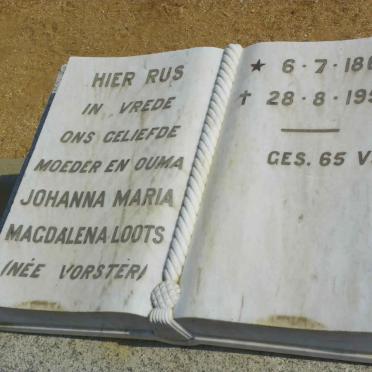 HIER RUS
IN VREDE
ONS GELIEFDE
MOEDER EN OUMA
JOHANNA MARIA
MAGDALENA LOOTS
(NÉE VORSTER)
★ 6·7·18
✝ 28·8·19
GES. 65 V